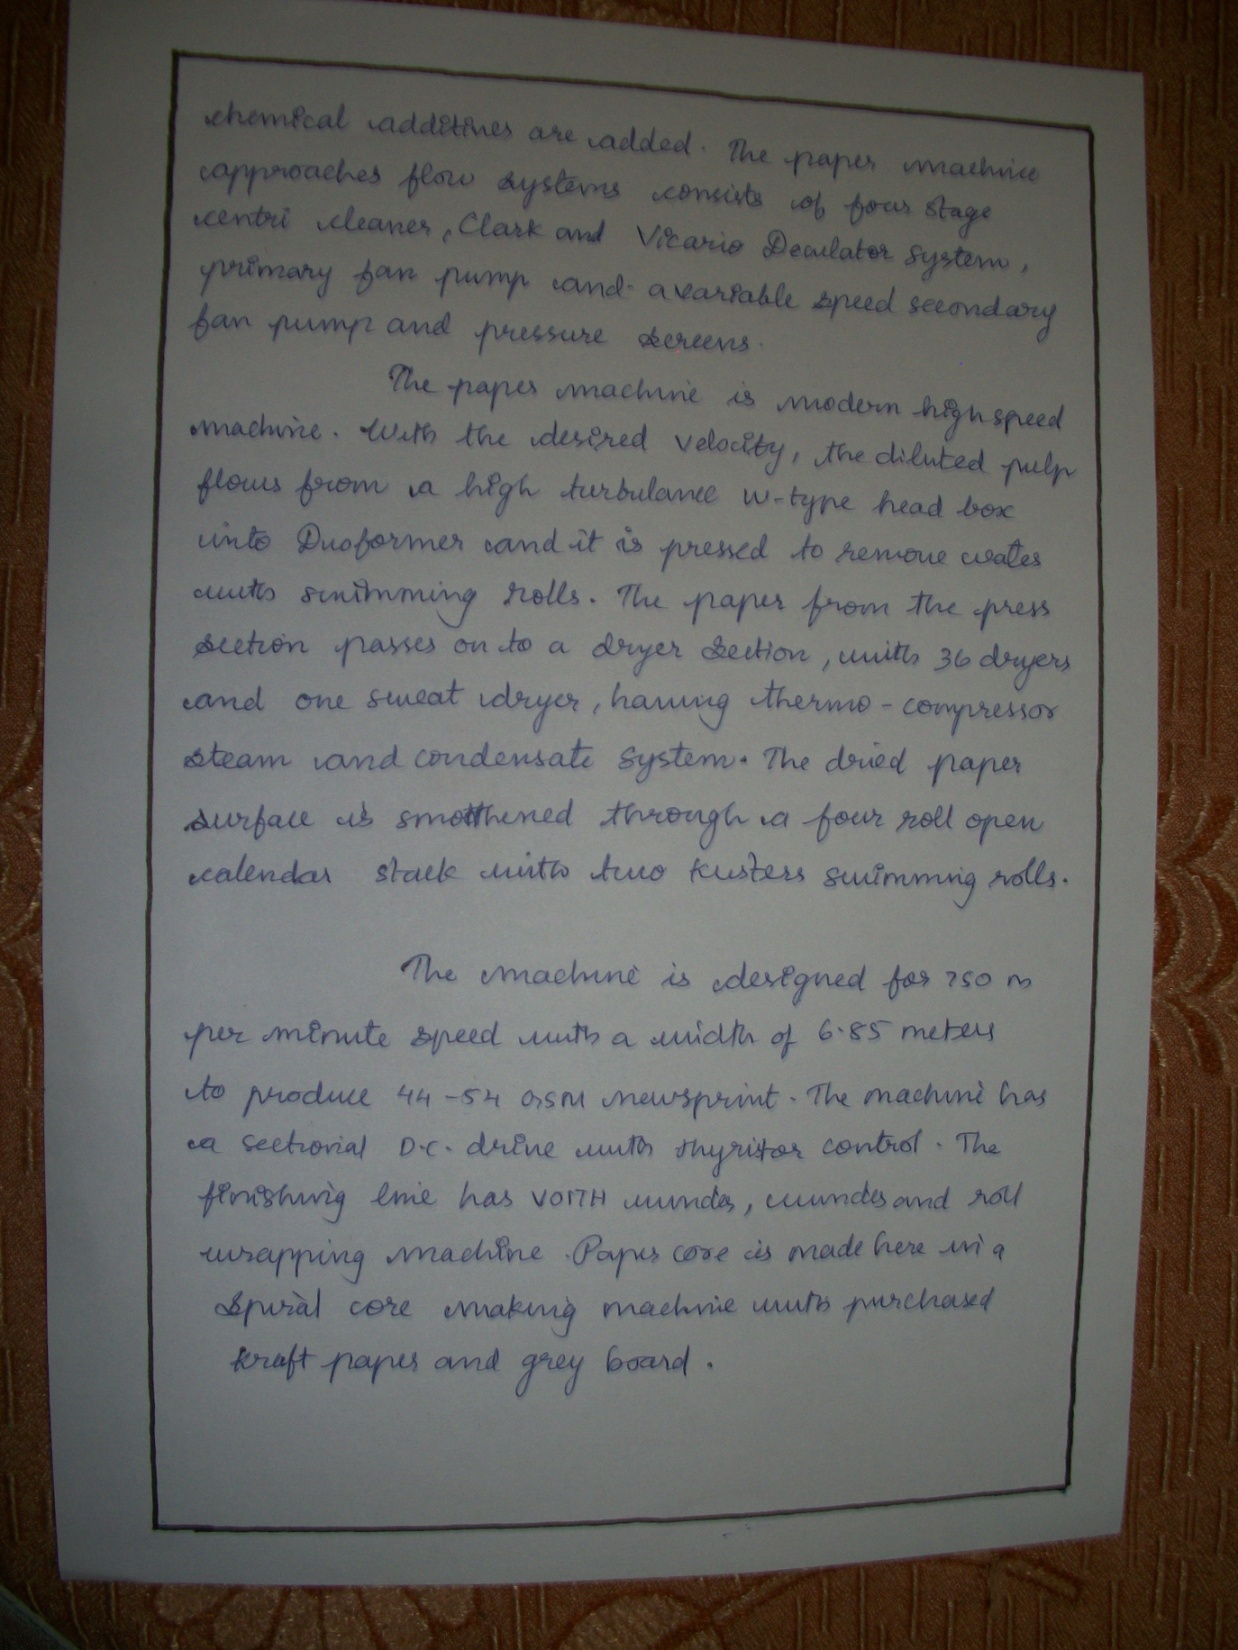 chemical additives are added. The paper machine
approaches flow systems consists of four stage
centri cleaner, Clark and Vicario Deculator system,
primary fan pump and a variable speed secondary
fan pump and pressure screens.
The paper machine is modern high speed
machine. With the desired velocity, the diluted pulp
flows from a high turbulance W-type head box
into Duoformer and it is pressed to remove water
with swimming rolls. The paper from the press
section passes on to a dryer section, with 36 dryers
and one sweat dryer, having thermo-compressor
steam and condensate system. The dried paper
surface is smotthened through a four roll open
calendar stack with two Kusters swimming rolls.
The machine is designed for 750 m
per minute speed with a width of 6.85 meters
to produce 44-54 GSM newsprint. The machine has
a sectional D.C. drive with thyristor control. The
finishing line has VOITH winder, winder and roll
wrapping machine. Paper core is made here in a
spiral core making machine with purchased
kraft paper and grey board.